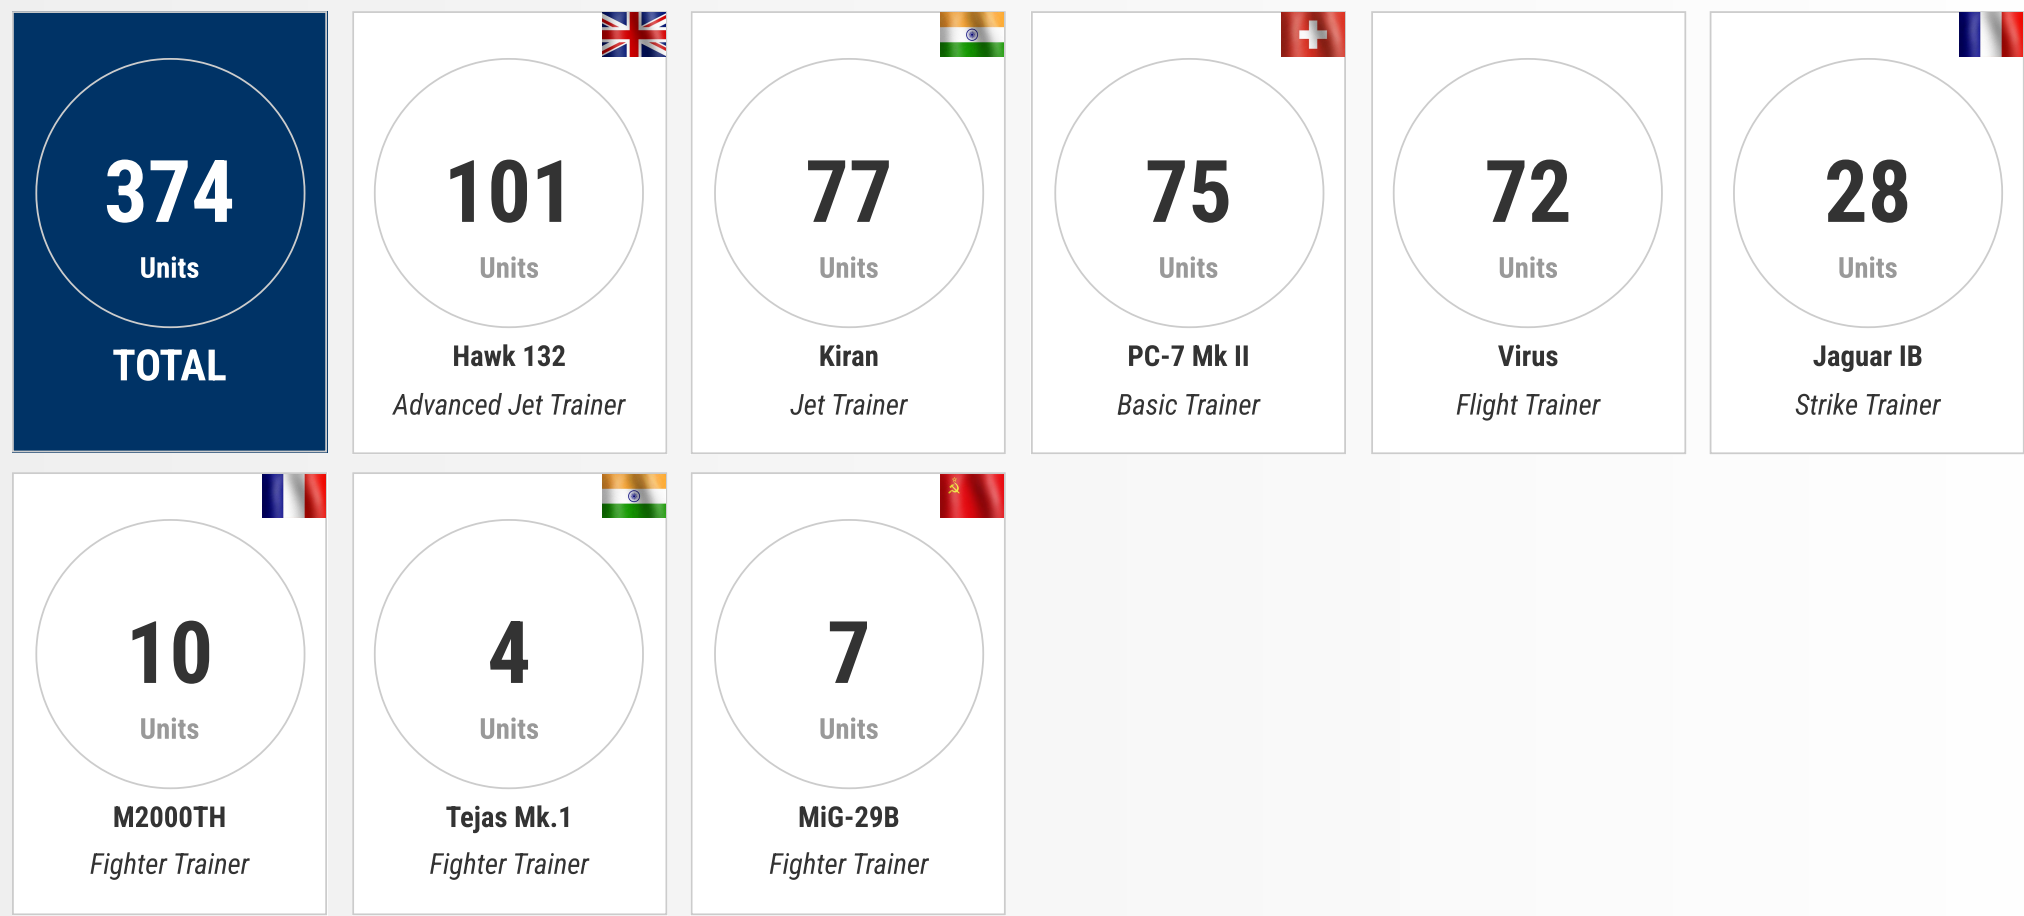 374
Units
TOTAL
101
Units
Hawk 132
Advanced Jet Trainer
77
Units
Kiran
Jet Trainer
75
Units
PC-7 Mk II
Basic Trainer
72
Units
Virus
Flight Trainer
28
Units
Jaguar IB
Strike Trainer
10
Units
M2000TH
Fighter Trainer
4
Units
Tejas Mk.1
Fighter Trainer
7
Units
MiG-29B
Fighter Trainer